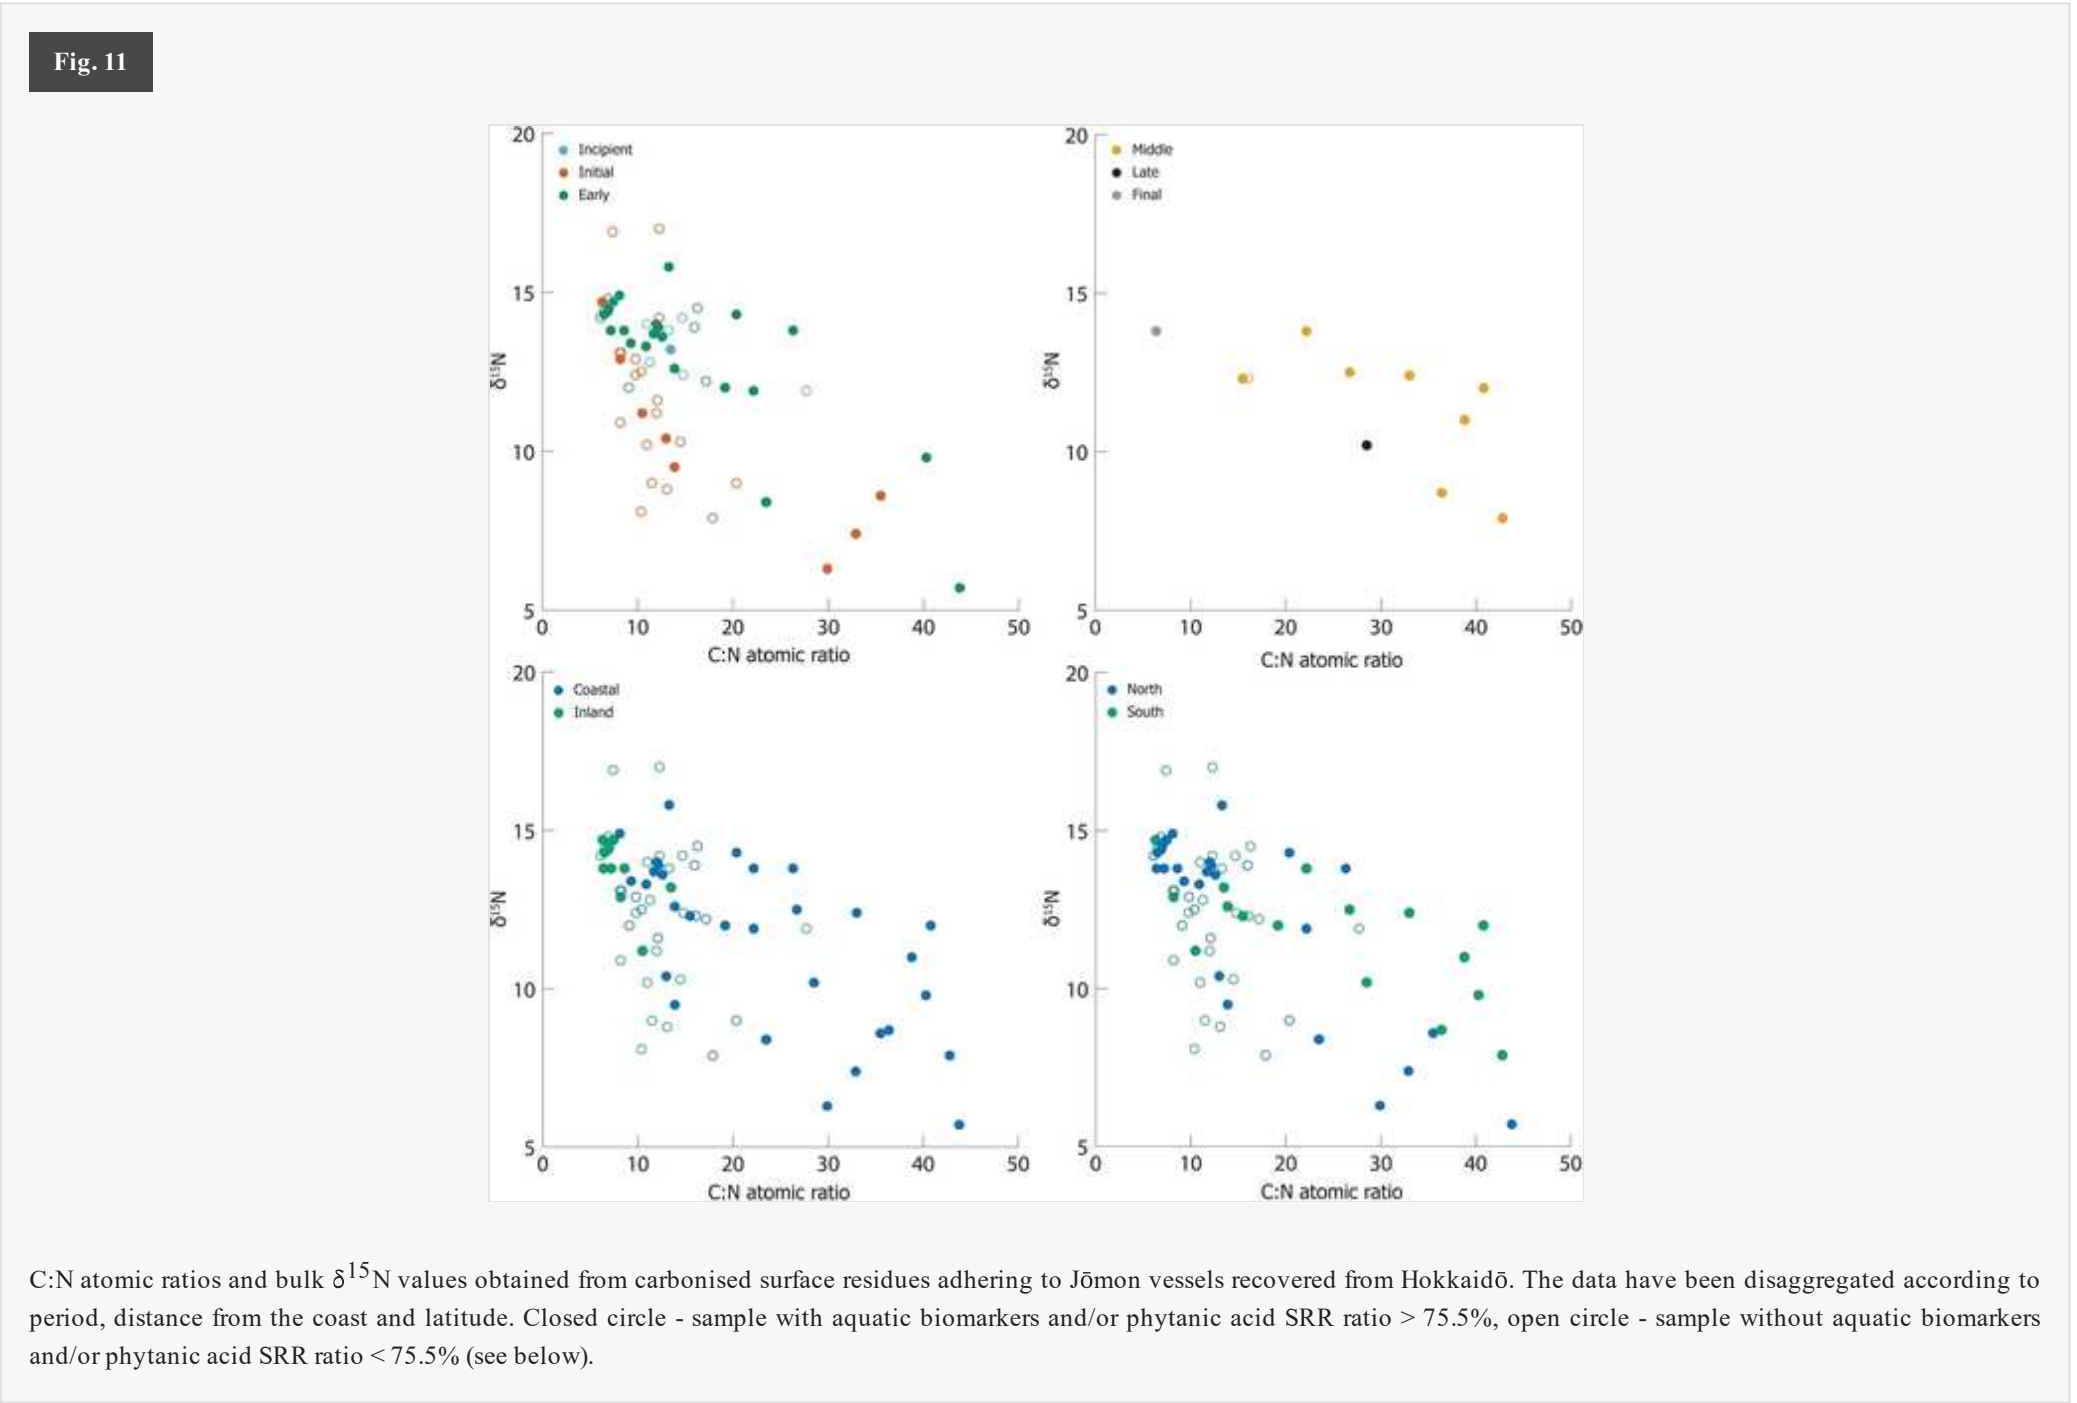 Fig. 11
20
15
10
5
0
10
20
30
40
50
δ¹⁵N
C:N atomic ratio
Incipient
Initial
Early
20
15
10
5
0
10
20
30
40
50
δ¹⁵N
C:N atomic ratio
Middle
Late
Final
20
15
10
5
0
10
20
30
40
50
δ¹⁵N
C:N atomic ratio
Coastal
Inland
20
15
10
5
0
10
20
30
40
50
δ¹⁵N
C:N atomic ratio
North
South
C:N atomic ratios and bulk δ¹⁵N values obtained from carbonised surface residues adhering to Jōmon vessels recovered from Hokkaidō. The data have been disaggregated according to
period, distance from the coast and latitude. Closed circle - sample with aquatic biomarkers and/or phytanic acid SRR ratio > 75.5%, open circle - sample without aquatic biomarkers
and/or phytanic acid SRR ratio < 75.5% (see below).